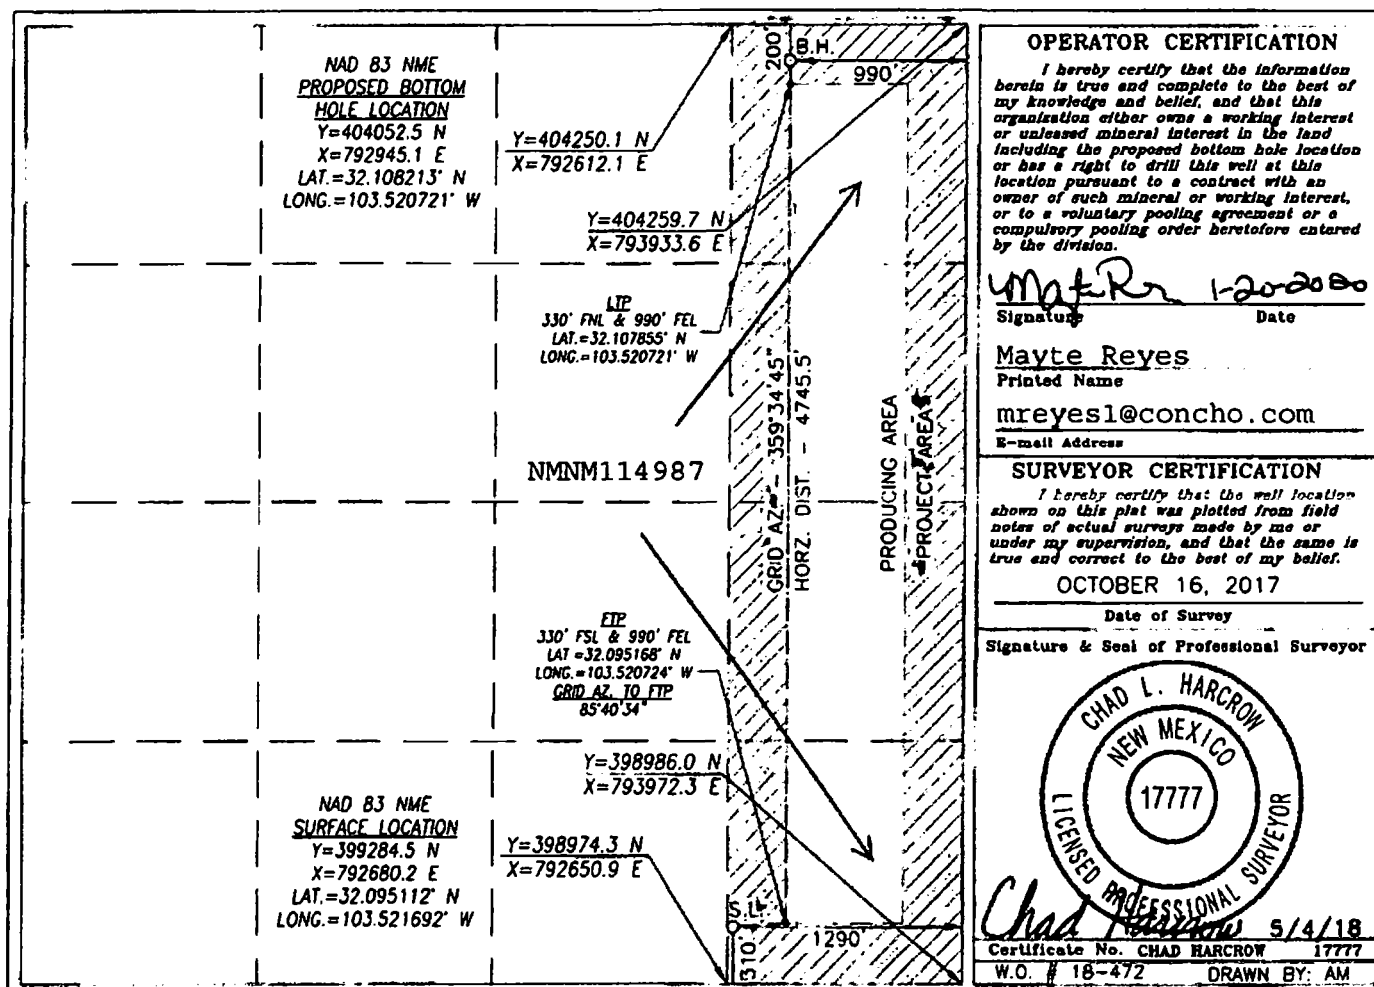 NAD 83 NME
PROPOSED BOTTOM
HOLE LOCATION
Y=404052.5 N
X=792945.1 E
LAT.=32.108213° N
LONG.=103.520721° W
Y=404250.1 N
X=792612.1 E
Y=404259.7 N
X=793933.6 E
200'
B.H.
990'
LTP
330' FNL & 990' FEL
LAT.=32.107855° N
LONG.=103.520721° W
GRID AZ - 359°34'45"
HORZ. DIST. - 4745.5'
PRODUCING AREA
PROJECT AREA
NMNM114987
FTP
330' FSL & 990' FEL
LAT =32.095168° N
LONG.=103.520724° W
GRID AZ. TO FTP
85°40'34"
Y=398986.0 N
X=793972.3 E
NAD 83 NME
SURFACE LOCATION
Y=399284.5 N
X=792680.2 E
LAT.=32.095112° N
LONG.=103.521692° W
Y=398974.3 N
X=792650.9 E
S.L.
1290'
310'
OPERATOR CERTIFICATION
I hereby certify that the information
herein is true and complete to the best of
my knowledge and belief, and that this
organization either owns a working interest
or unleased mineral interest in the land
including the proposed bottom hole location
or has a right to drill this well at this
location pursuant to a contract with an
owner of such mineral or working interest,
or to a voluntary pooling agreement or a
compulsory pooling order heretofore entered
by the division.
1-20-2020
Signature Date
Mayte Reyes
Printed Name
mreyes1@concho.com
E-mail Address
SURVEYOR CERTIFICATION
I hereby certify that the well location
shown on this plat was plotted from field
notes of actual surveys made by me or
under my supervision, and that the same is
true and correct to the best of my belief.
OCTOBER 16, 2017
Date of Survey
Signature & Seal of Professional Surveyor
CHAD L. HARCROW
NEW MEXICO
17777
LICENSED PROFESSIONAL SURVEYOR
Chad Harcrow 5/4/18
Certificate No. CHAD HARCROW 17777
W.O. # 18-472 DRAWN BY: AM